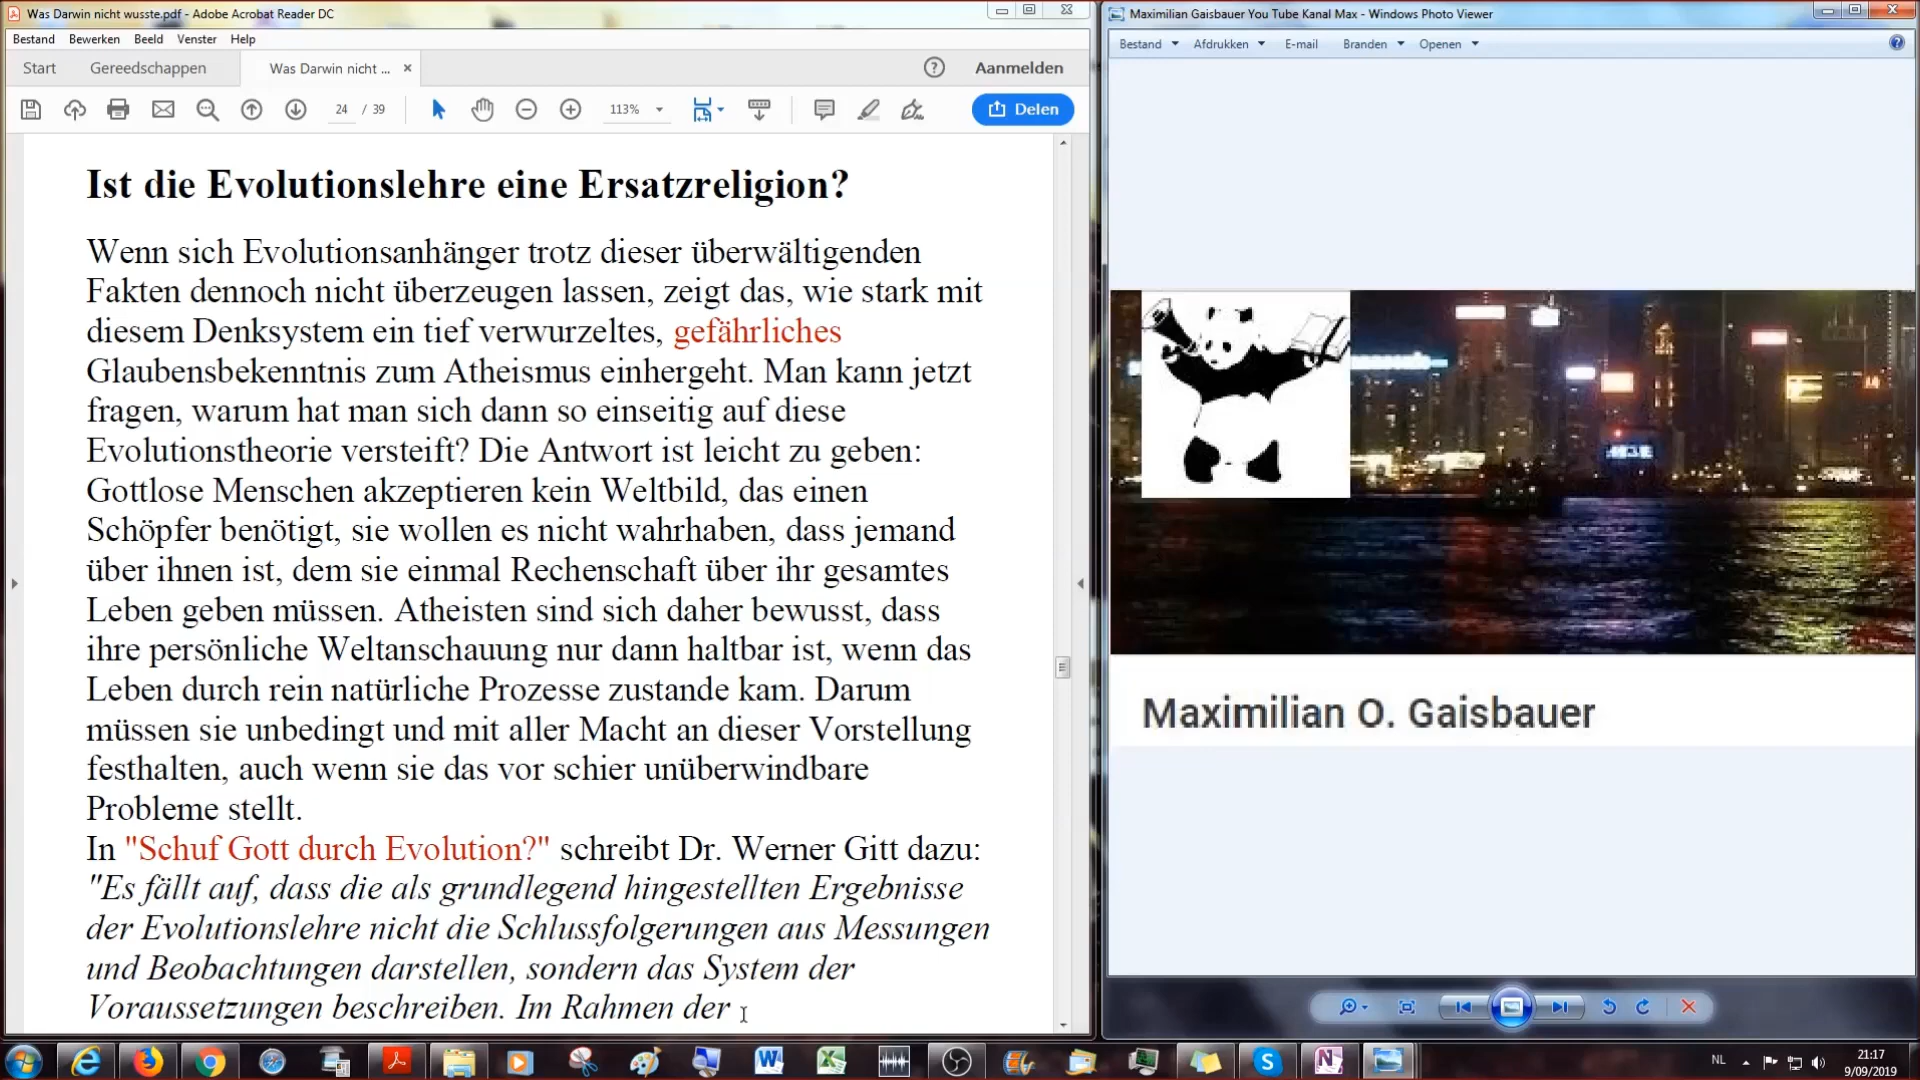 Was Darwin nicht wusste.pdf - Adobe Acrobat Reader DC
Bestand Bewerken Beeld Venster Help
Start Gereedschappen Was Darwin nicht ... × Aanmelden
24 / 39 113% Delen
Ist die Evolutionslehre eine Ersatzreligion?
Wenn sich Evolutionsanhänger trotz dieser überwältigenden
Fakten dennoch nicht überzeugen lassen, zeigt das, wie stark mit
diesem Denksystem ein tief verwurzeltes, gefährliches
Glaubensbekenntnis zum Atheismus einhergeht. Man kann jetzt
fragen, warum hat man sich dann so einseitig auf diese
Evolutionstheorie versteift? Die Antwort ist leicht zu geben:
Gottlose Menschen akzeptieren kein Weltbild, das einen
Schöpfer benötigt, sie wollen es nicht wahrhaben, dass jemand
über ihnen ist, dem sie einmal Rechenschaft über ihr gesamtes
Leben geben müssen. Atheisten sind sich daher bewusst, dass
ihre persönliche Weltanschauung nur dann haltbar ist, wenn das
Leben durch rein natürliche Prozesse zustande kam. Darum
müssen sie unbedingt und mit aller Macht an dieser Vorstellung
festhalten, auch wenn sie das vor schier unüberwindbare
Probleme stellt.
In "Schuf Gott durch Evolution?" schreibt Dr. Werner Gitt dazu:
"Es fällt auf, dass die als grundlegend hingestellten Ergebnisse
der Evolutionslehre nicht die Schlussfolgerungen aus Messungen
und Beobachtungen darstellen, sondern das System der
Voraussetzungen beschreiben. Im Rahmen der
Maximilian Gaisbauer You Tube Kanal Max - Windows Photo Viewer
Bestand Afdrukken E-mail Branden Openen
Maximilian O. Gaisbauer
NL
21:17
9/09/2019